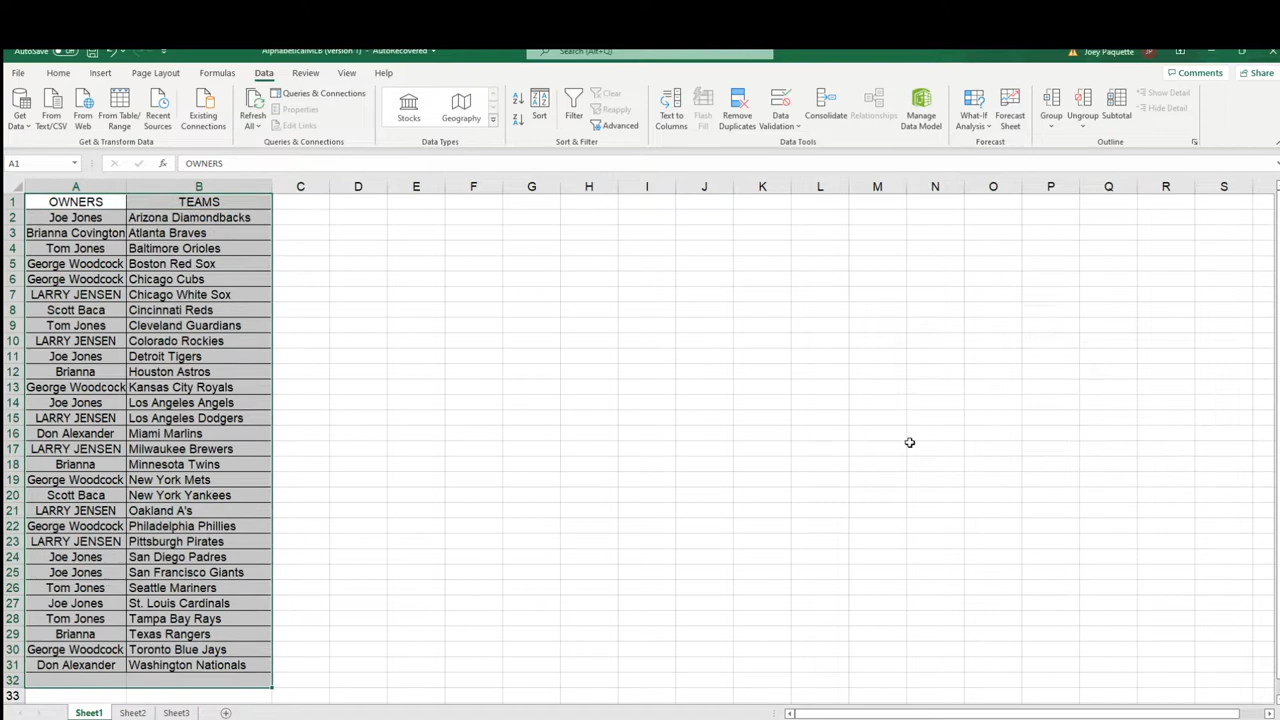 AutoSave Off AlphabeticalMLB (version 1) - AutoRecovered Search (Alt+Q) Joey Paquette JP
File Home Insert Page Layout Formulas Data Review View Help Comments Share
Get Data From Text/CSV From Web From Table/Range Recent Sources Existing Connections Refresh All Queries & Connections Properties Edit Links Stocks Geography Sort Filter Clear Reapply Advanced Text to Columns Flash Fill Remove Duplicates Data Validation Consolidate Relationships Manage Data Model What-If Analysis Forecast Sheet Group Ungroup Subtotal Show Detail Hide Detail
Get & Transform Data Queries & Connections Data Types Sort & Filter Data Tools Forecast Outline
A1 fx OWNERS
A B C D E F G H I J K L M N O P Q R S
1 OWNERS TEAMS
2 Joe Jones Arizona Diamondbacks
3 Brianna Covington Atlanta Braves
4 Tom Jones Baltimore Orioles
5 George Woodcock Boston Red Sox
6 George Woodcock Chicago Cubs
7 LARRY JENSEN Chicago White Sox
8 Scott Baca Cincinnati Reds
9 Tom Jones Cleveland Guardians
10 LARRY JENSEN Colorado Rockies
11 Joe Jones Detroit Tigers
12 Brianna Houston Astros
13 George Woodcock Kansas City Royals
14 Joe Jones Los Angeles Angels
15 LARRY JENSEN Los Angeles Dodgers
16 Don Alexander Miami Marlins
17 LARRY JENSEN Milwaukee Brewers
18 Brianna Minnesota Twins
19 George Woodcock New York Mets
20 Scott Baca New York Yankees
21 LARRY JENSEN Oakland A's
22 George Woodcock Philadelphia Phillies
23 LARRY JENSEN Pittsburgh Pirates
24 Joe Jones San Diego Padres
25 Joe Jones San Francisco Giants
26 Tom Jones Seattle Mariners
27 Joe Jones St. Louis Cardinals
28 Tom Jones Tampa Bay Rays
29 Brianna Texas Rangers
30 George Woodcock Toronto Blue Jays
31 Don Alexander Washington Nationals
32
33
Sheet1 Sheet2 Sheet3